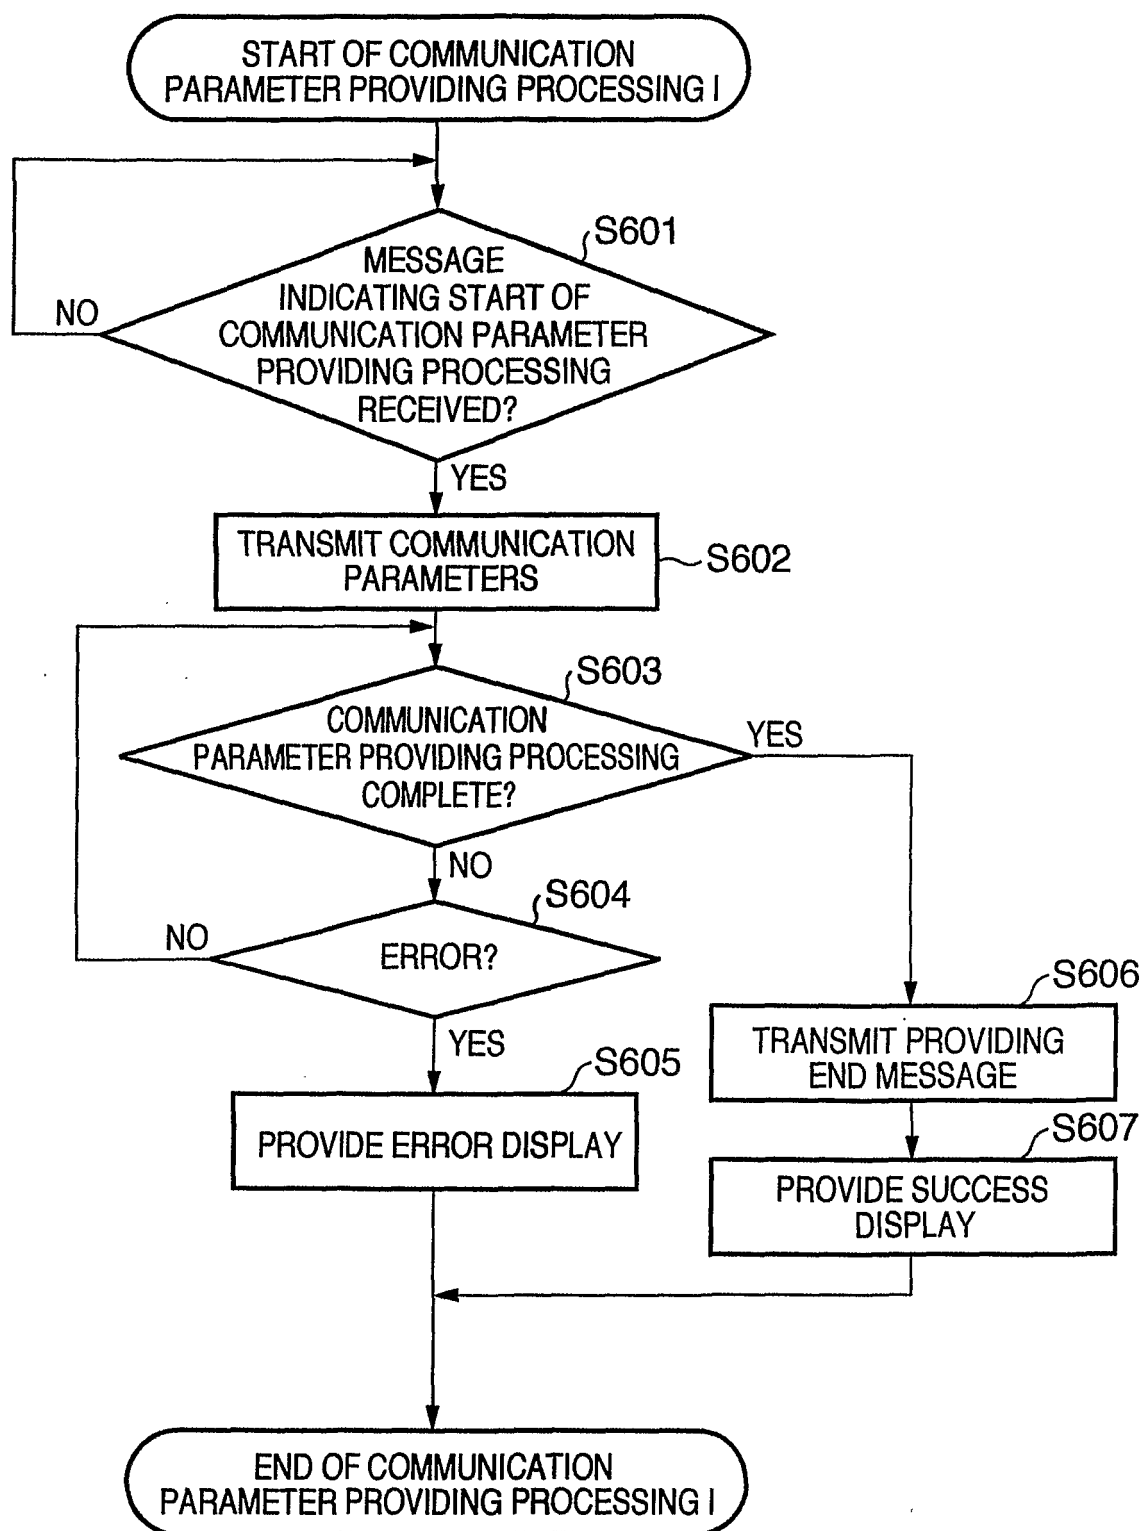 START OF COMMUNICATION
PARAMETER PROVIDING PROCESSING I
S601
MESSAGE
INDICATING START OF
COMMUNICATION PARAMETER
PROVIDING PROCESSING
RECEIVED?
NO
YES
TRANSMIT COMMUNICATION
PARAMETERS
S602
S603
COMMUNICATION
PARAMETER PROVIDING PROCESSING
COMPLETE?
YES
NO
S604
ERROR?
NO
YES
S605
PROVIDE ERROR DISPLAY
S606
TRANSMIT PROVIDING
END MESSAGE
S607
PROVIDE SUCCESS
DISPLAY
END OF COMMUNICATION
PARAMETER PROVIDING PROCESSING I